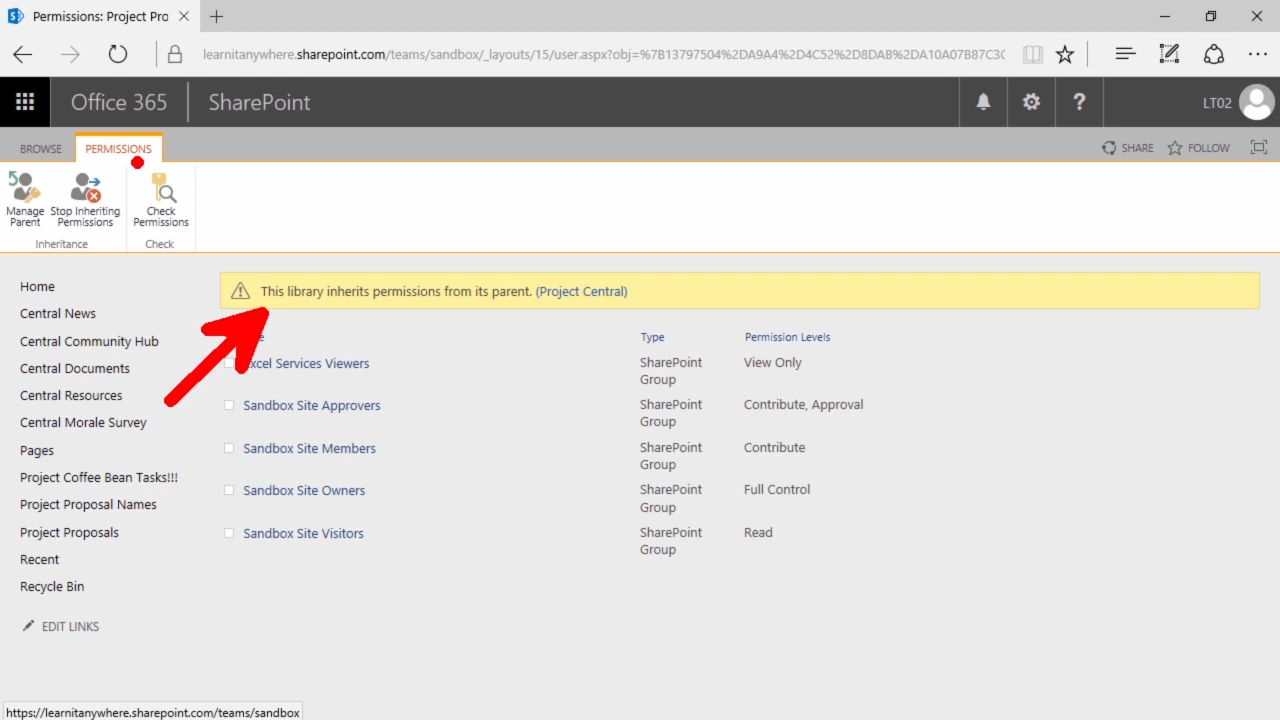 Permissions: Project Pro
learnitanywhere.sharepoint.com/teams/sandbox/_layouts/15/user.aspx?obj=%7B13797504%2DA9A4%2D4C52%2D8DAB%2DA10A07B87C3C
Office 365 SharePoint ? LT02
BROWSE PERMISSIONS SHARE FOLLOW
Manage Parent
Stop Inheriting Permissions
Check Permissions
Inheritance
Check
Home
Central News
Central Community Hub
Central Documents
Central Resources
Central Morale Survey
Pages
Project Coffee Bean Tasks!!!
Project Proposal Names
Project Proposals
Recent
Recycle Bin
EDIT LINKS
This library inherits permissions from its parent. (Project Central)
Type Permission Levels
Excel Services Viewers SharePoint Group View Only
Sandbox Site Approvers SharePoint Group Contribute, Approval
Sandbox Site Members SharePoint Group Contribute
Sandbox Site Owners SharePoint Group Full Control
Sandbox Site Visitors SharePoint Group Read
https://learnitanywhere.sharepoint.com/teams/sandbox